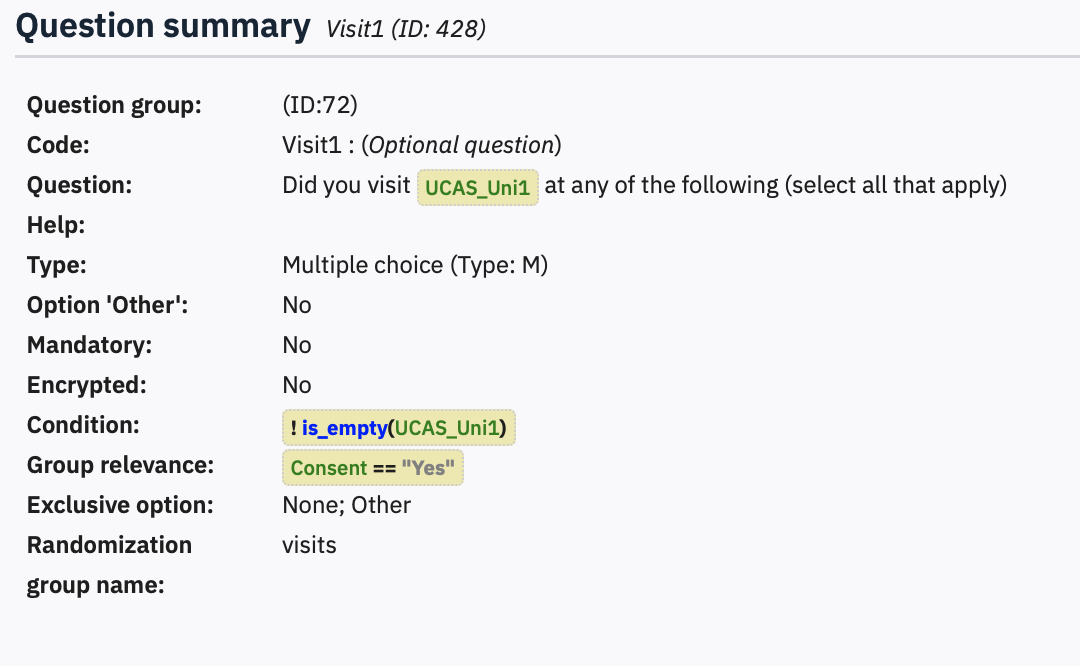 Question summary Visit1 (ID: 428)
Question group: (ID:72)
Code: Visit1 : (Optional question)
Question: Did you visit UCAS_Uni1 at any of the following (select all that apply)
Help:
Type: Multiple choice (Type: M)
Option 'Other': No
Mandatory: No
Encrypted: No
Condition: ! is_empty(UCAS_Uni1)
Group relevance: Consent == "Yes"
Exclusive option: None; Other
Randomization visits
group name: